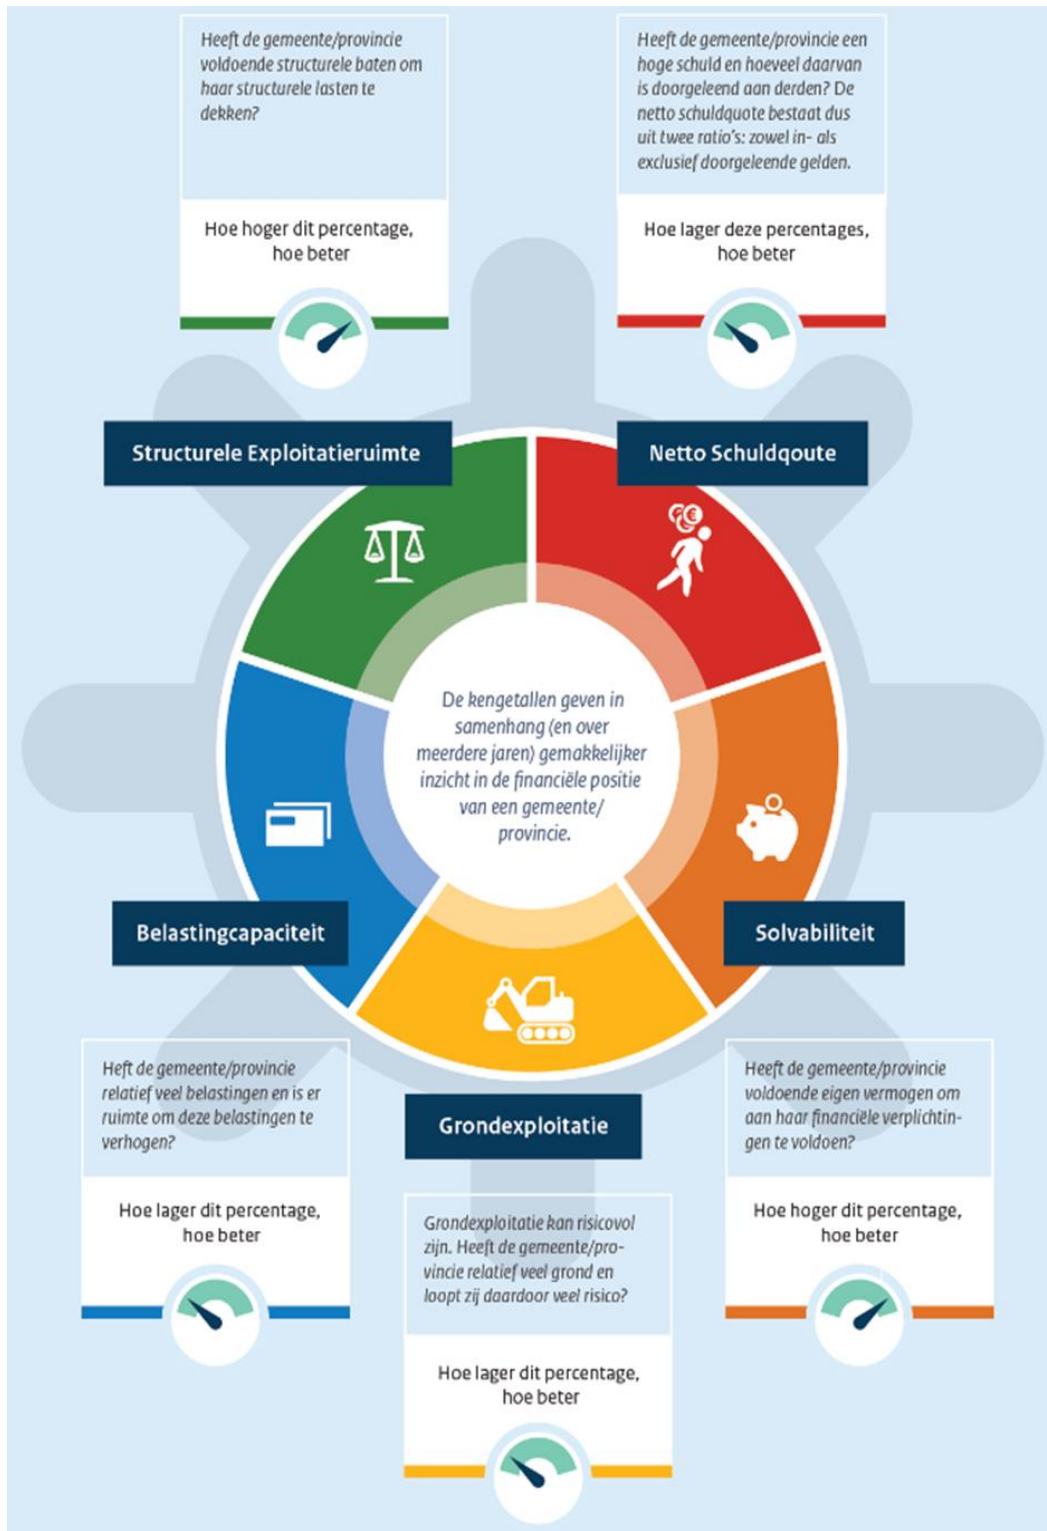 Heeft de gemeente/provincie
voldoende structurele baten om
haar structurele lasten te
dekken?
Hoe hoger dit percentage,
hoe beter
Heeft de gemeente/provincie een
hoge schuld en hoeveel daarvan
is doorgeleend aan derden? De
netto schuldquote bestaat dus
uit twee ratio's: zowel in- als
exclusief doorgeleende gelden.
Hoe lager deze percentages,
hoe beter
Structurele Exploitatieruimte
Netto Schuldqoute
De kengetallen geven in
samenhang (en over
meerdere jaren) gemakkelijker
inzicht in de financiële positie
van een gemeente/
provincie.
Belastingcapaciteit
Solvabiliteit
Heft de gemeente/provincie
relatief veel belastingen en is er
ruimte om deze belastingen te
verhogen?
Hoe lager dit percentage,
hoe beter
Grondexploitatie
Grondexploitatie kan risicovol
zijn. Heeft de gemeente/pro-
vincie relatief veel grond en
loopt zij daardoor veel risico?
Hoe lager dit percentage,
hoe beter
Heeft de gemeente/provincie
voldoende eigen vermogen om
aan haar financiële verplichtin-
gen te voldoen?
Hoe hoger dit percentage,
hoe beter